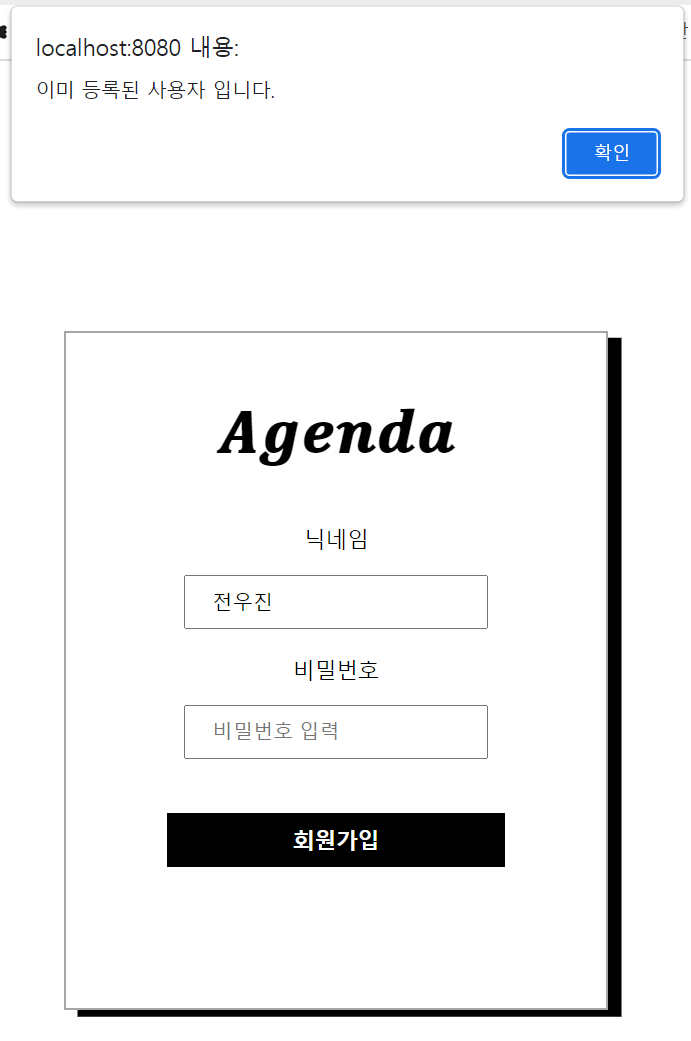 localhost:8080 내용:
이미 등록된 사용자 입니다.
확인
Agenda
닉네임
전우진
비밀번호
비밀번호 입력
회원가입